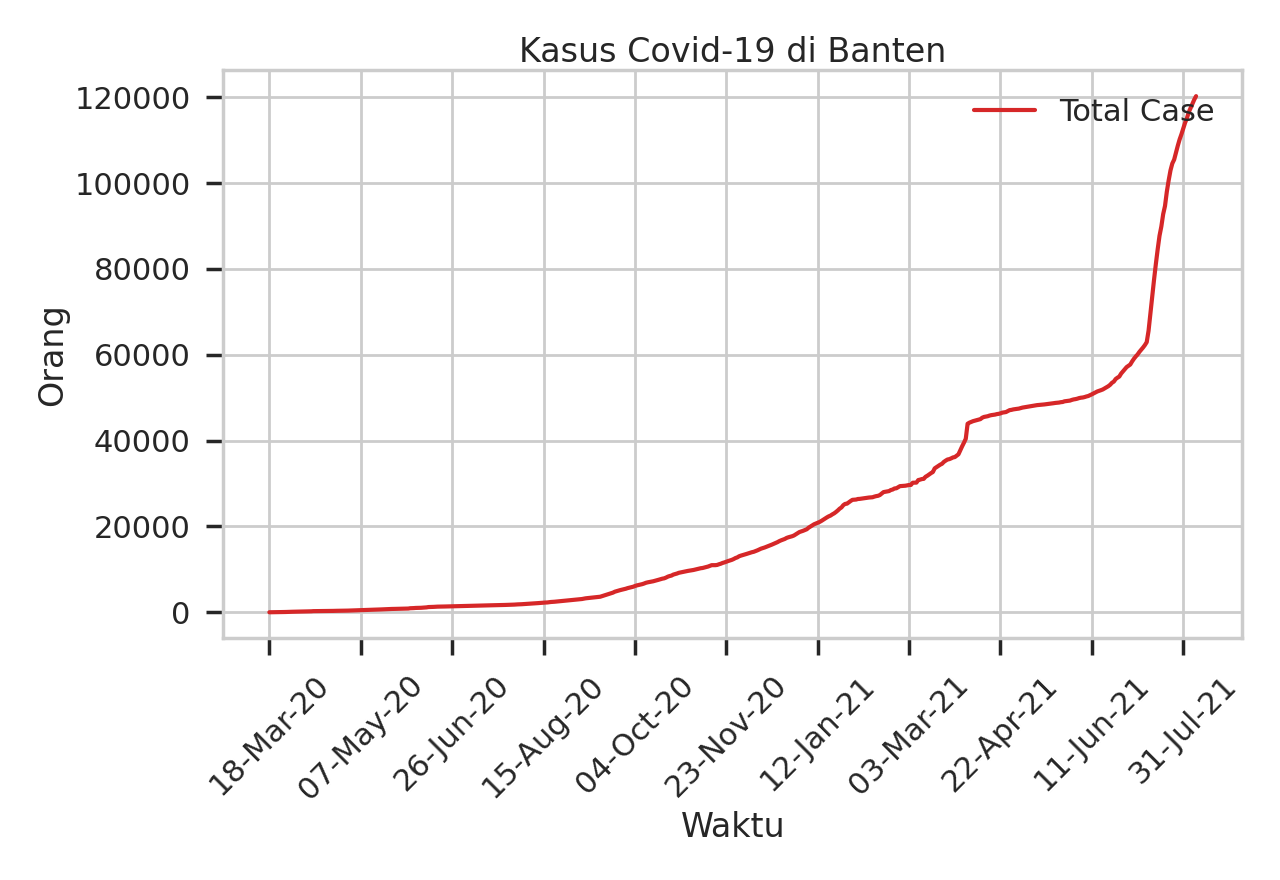 Kasus Covid-19 di Banten
Total Case
Orang
120000
100000
80000
60000
40000
20000
0
18-Mar-20
07-May-20
26-Jun-20
15-Aug-20
04-Oct-20
23-Nov-20
12-Jan-21
03-Mar-21
22-Apr-21
11-Jun-21
31-Jul-21
Waktu